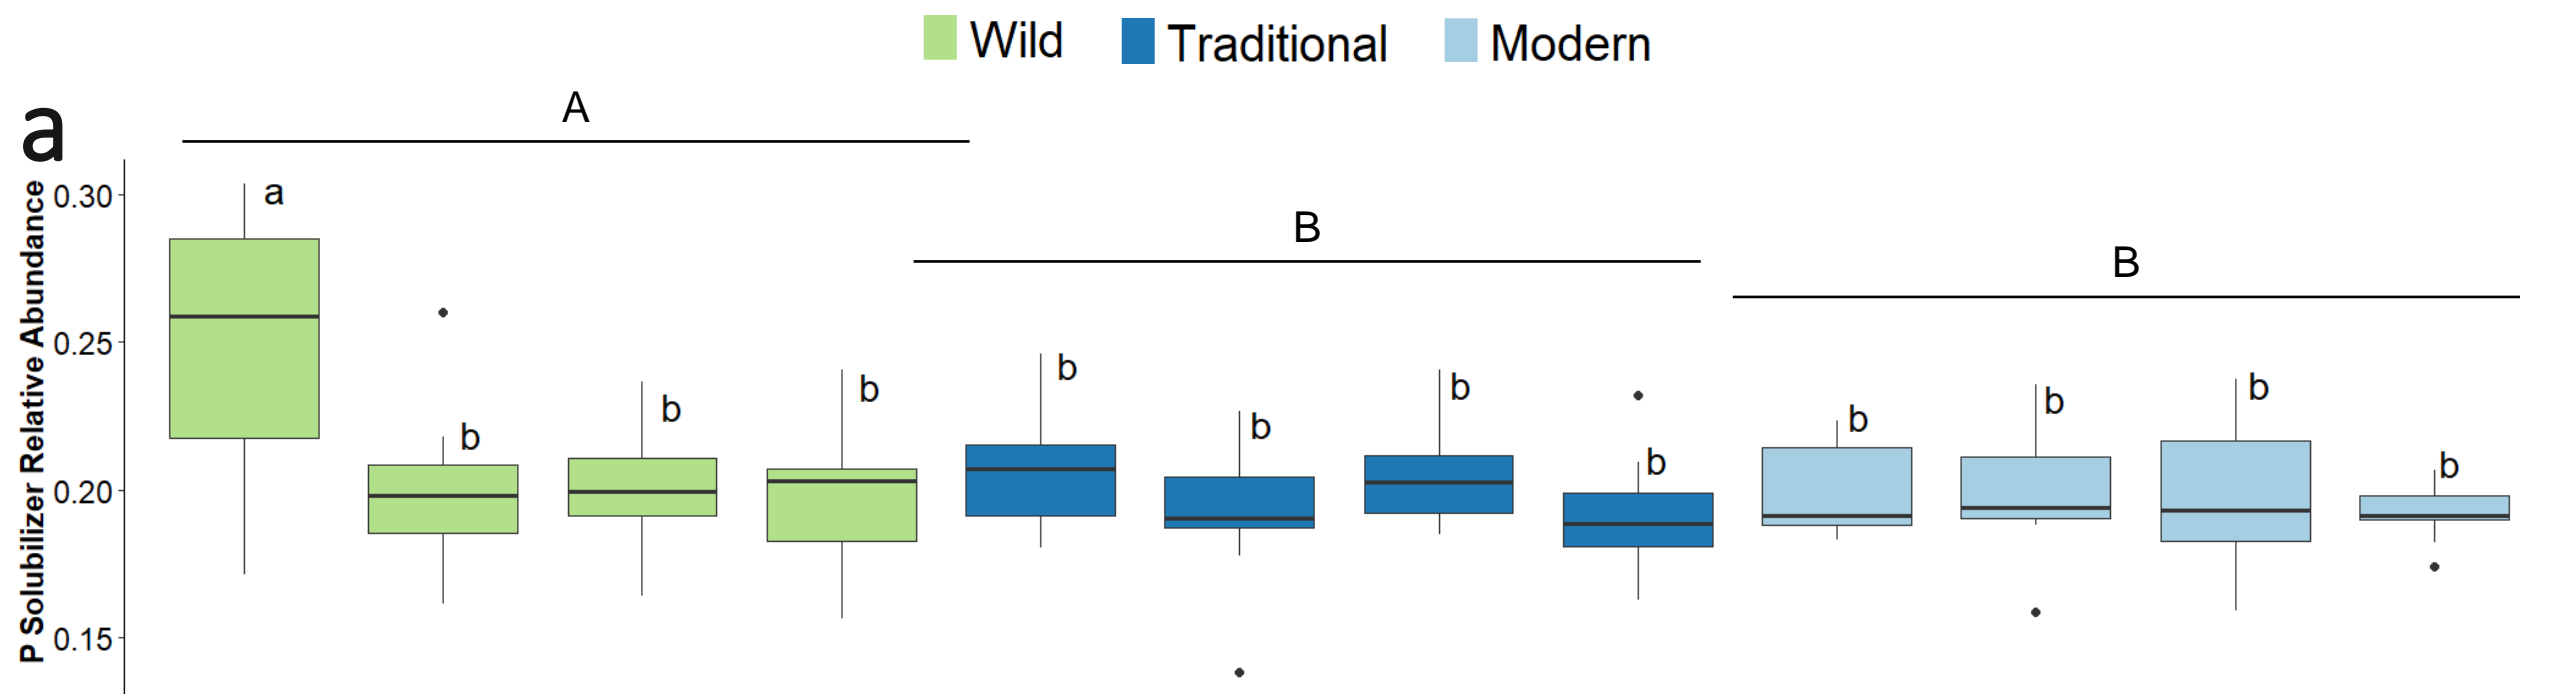 Wild Traditional Modern
a
A
B
B
P Solubilizer Relative Abundance
0.30
0.25
0.20
0.15
a
b
b
b
b
b
b
b
b
b
b
b